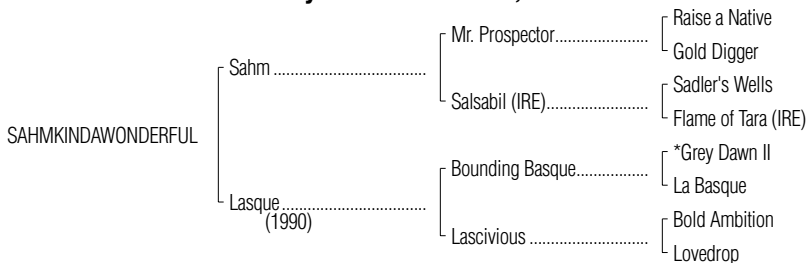 Raise a Native
Mr. Prospector
Gold Digger
Sahm
Sadler's Wells
Salsabil (IRE)
Flame of Tara (IRE)
SAHMKINDAWONDERFUL
*Grey Dawn II
Bounding Basque
La Basque
Lasque
(1990)
Bold Ambition
Lascivious
Lovedrop